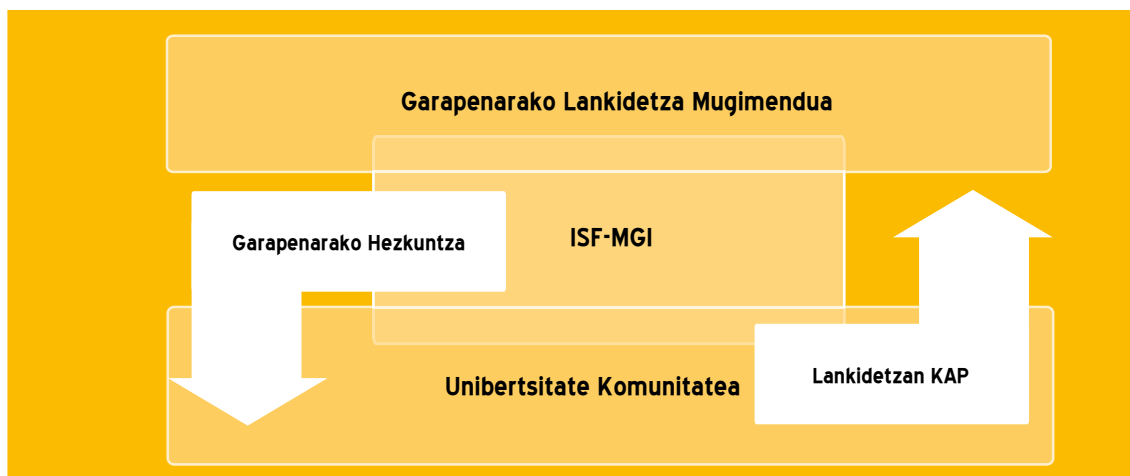 Garapenarako Lankidetza Mugimendua
ISF-MGI
Garapenarako Hezkuntza
Lankidetzan KAP
Unibertsitate Komunitatea